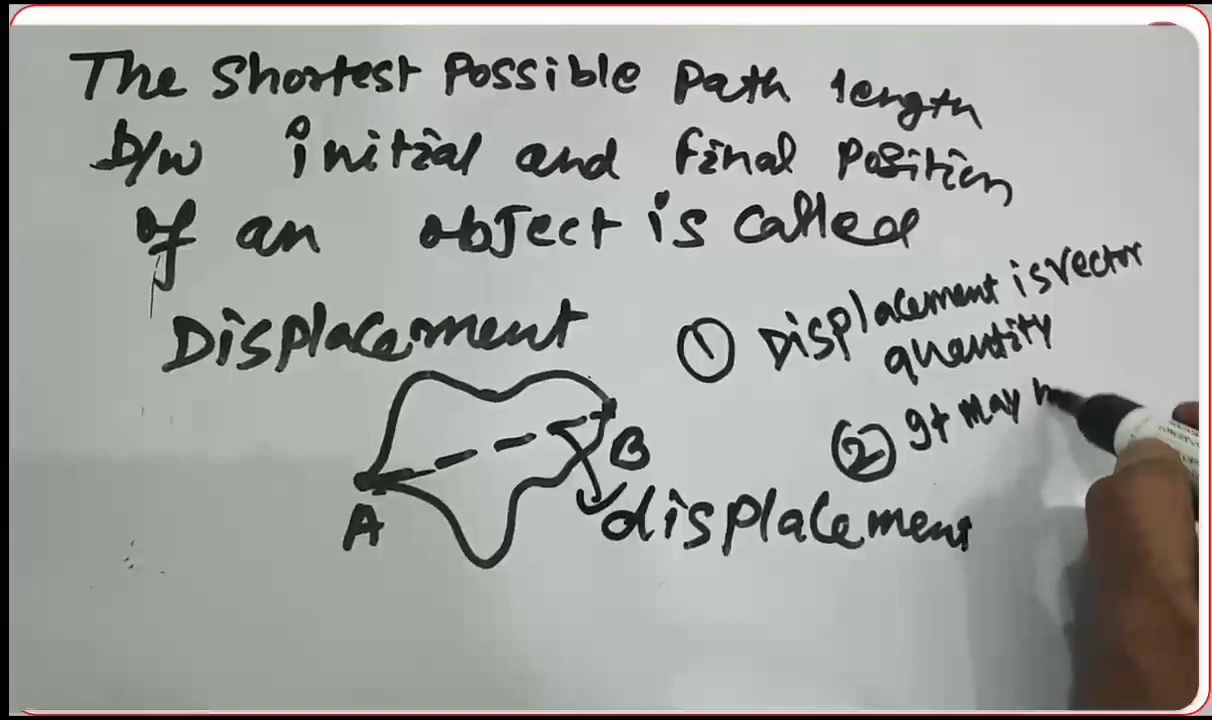 The shortest possible path length
b/w initial and final position
of an object is called
Displacement
① Displacement is vector
quantity
② It may
A
B
displacement